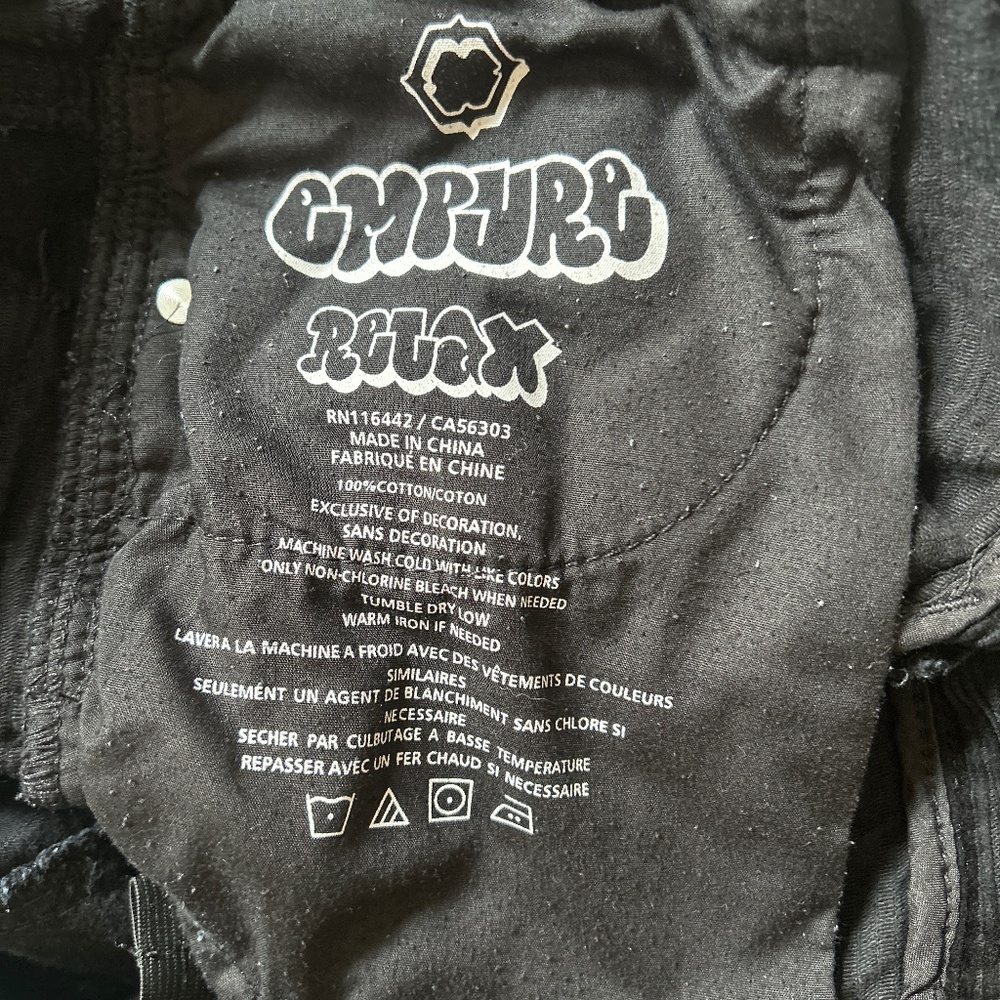 EMPYRE
RELAX
RN116442 / CA56303
MADE IN CHINA
FABRIQUÉ EN CHINE
100%COTTON/COTON
EXCLUSIVE OF DECORATION,
SANS DECORATION
MACHINE WASH COLD WITH LIKE COLORS
ONLY NON-CHLORINE BLEACH WHEN NEEDED
TUMBLE DRY LOW
WARM IRON IF NEEDED
LAVERA LA MACHINE A FROID AVEC DES VÊTEMENTS DE COULEURS
SIMILAIRES
SEULEMÉNT UN AGENT DE BLANCHIMENT SANS CHLORE SI
NECESSAIRE
SECHER PAR CULBUTAGE A BASSE TEMPERATURE
REPASSER AVEC UN FER CHAUD SI NECESSAIRE